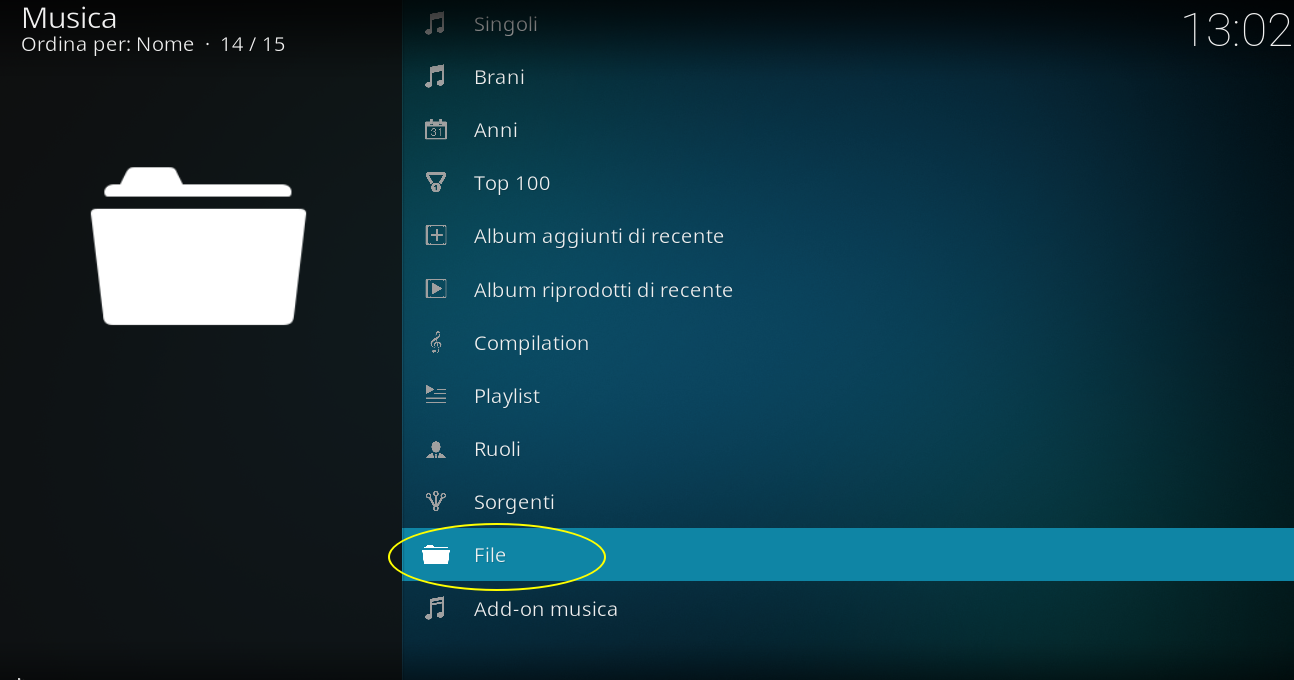 Musica
Ordina per: Nome · 14 / 15
13:02
Singoli
Brani
31
Anni
1
Top 100
Album aggiunti di recente
Album riprodotti di recente
Compilation
Playlist
Ruoli
Sorgenti
File
Add-on musica